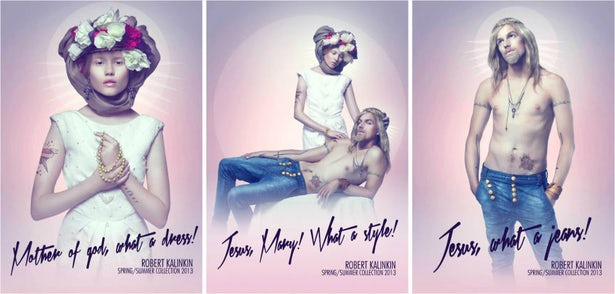 Mother of god, what a dress!
ROBERT KALINKIN
SPRING/SUMMER COLLECTION 2013
Jesus, Mary! What a style!
ROBERT KALINKIN
SPRING/SUMMER COLLECTION 2013
Jesus, what a jeans!
ROBERT KALINKIN
SPRING/SUMMER COLLECTION 2013